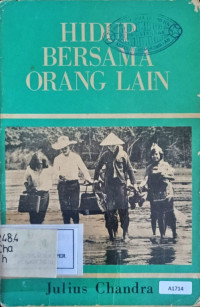 HIDUP
BERSAMA
ORANG LAIN
Julius Chandra
A1714